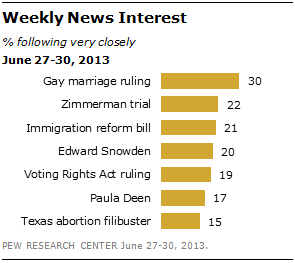 Weekly News Interest
% following very closely
June 27-30, 2013
Gay marriage ruling 30
Zimmerman trial 22
Immigration reform bill 21
Edward Snowden 20
Voting Rights Act ruling 19
Paula Deen 17
Texas abortion filibuster 15
PEW RESEARCH CENTER June 27-30, 2013.